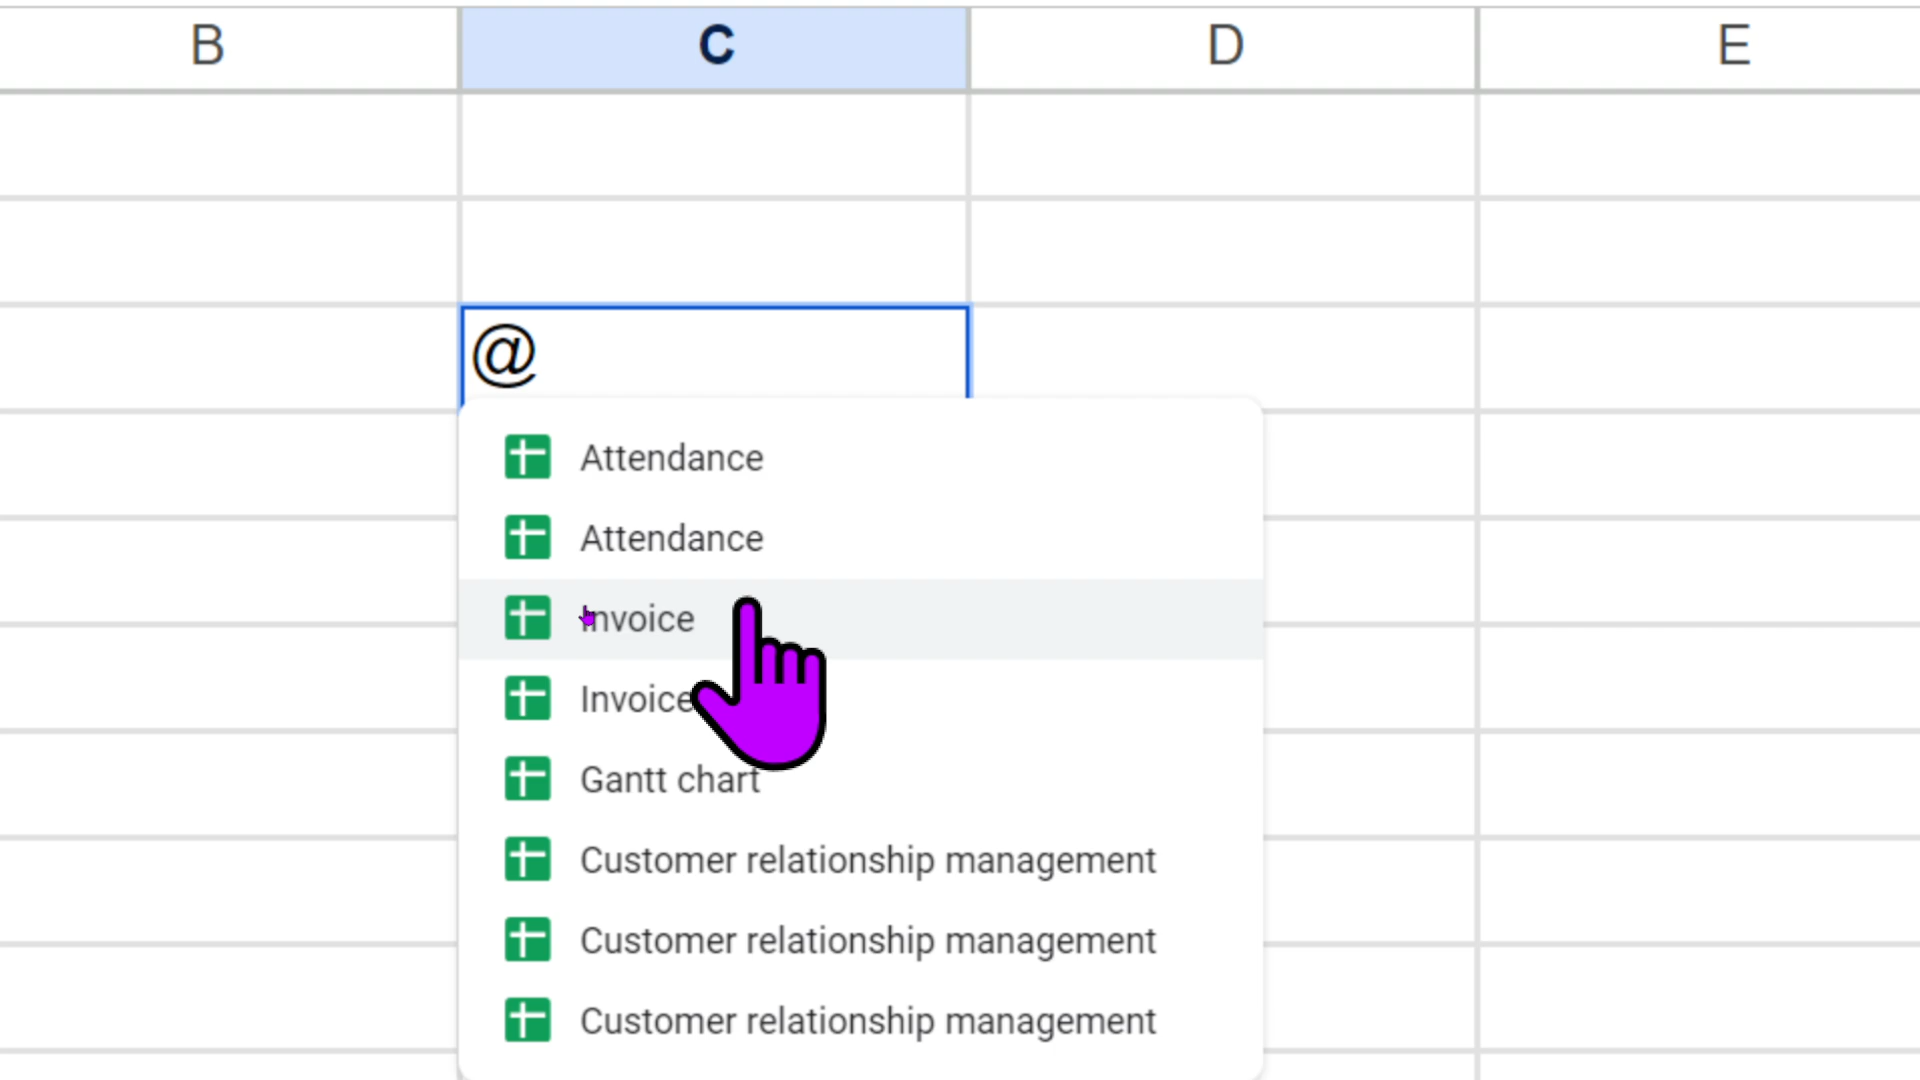 B C D E
@
Attendance
Attendance
Invoice
Invoice
Gantt chart
Customer relationship management
Customer relationship management
Customer relationship management